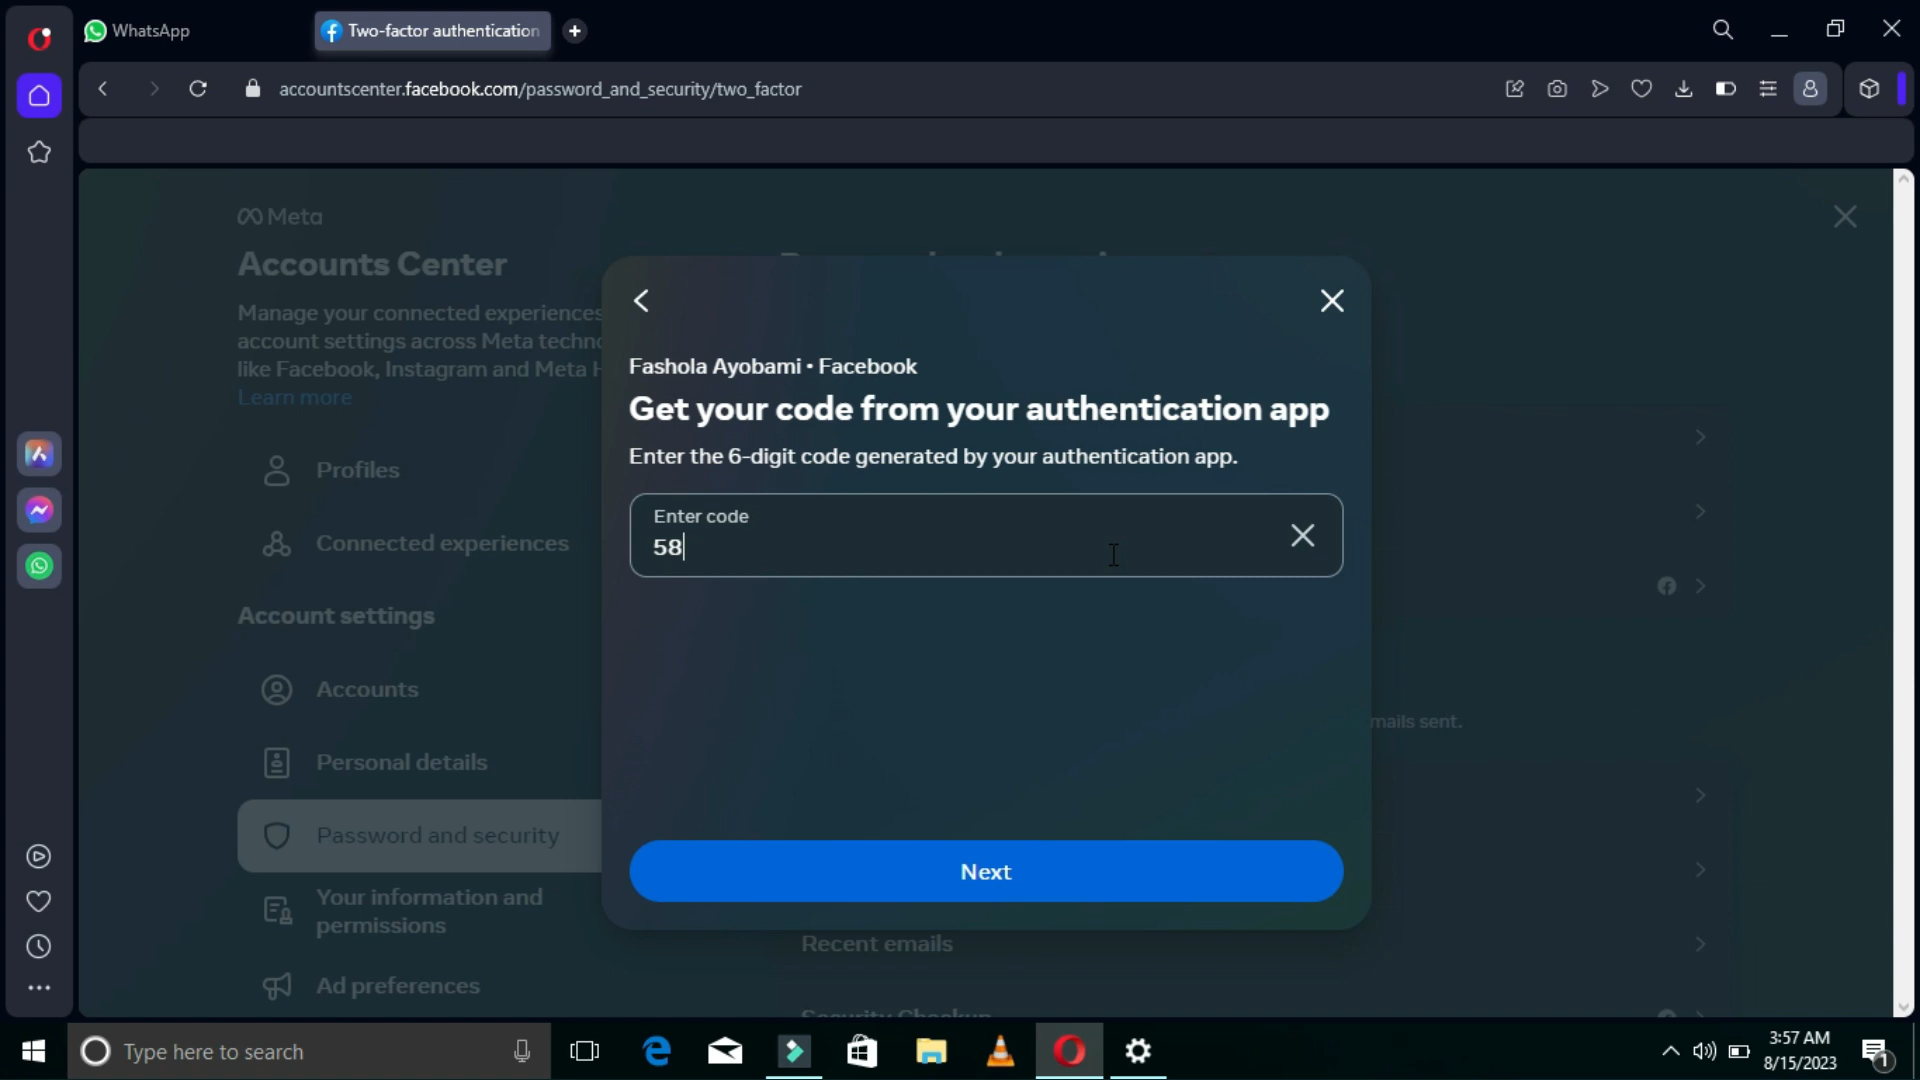 WhatsApp
Two-factor authentication
accountscenter.facebook.com/password_and_security/two_factor
Meta
Accounts Center
Manage your connected experiences
account settings across Meta techno
like Facebook, Instagram and Meta H
Learn more
Profiles
Connected experiences
Account settings
Accounts
Personal details
Password and security
Your information and
permissions
Ad preferences
Fashola Ayobami • Facebook
Get your code from your authentication app
Enter the 6-digit code generated by your authentication app.
Enter code
58
Next
mails sent.
Recent emails
Security Checkup
Type here to search
3:57 AM
8/15/2023
1